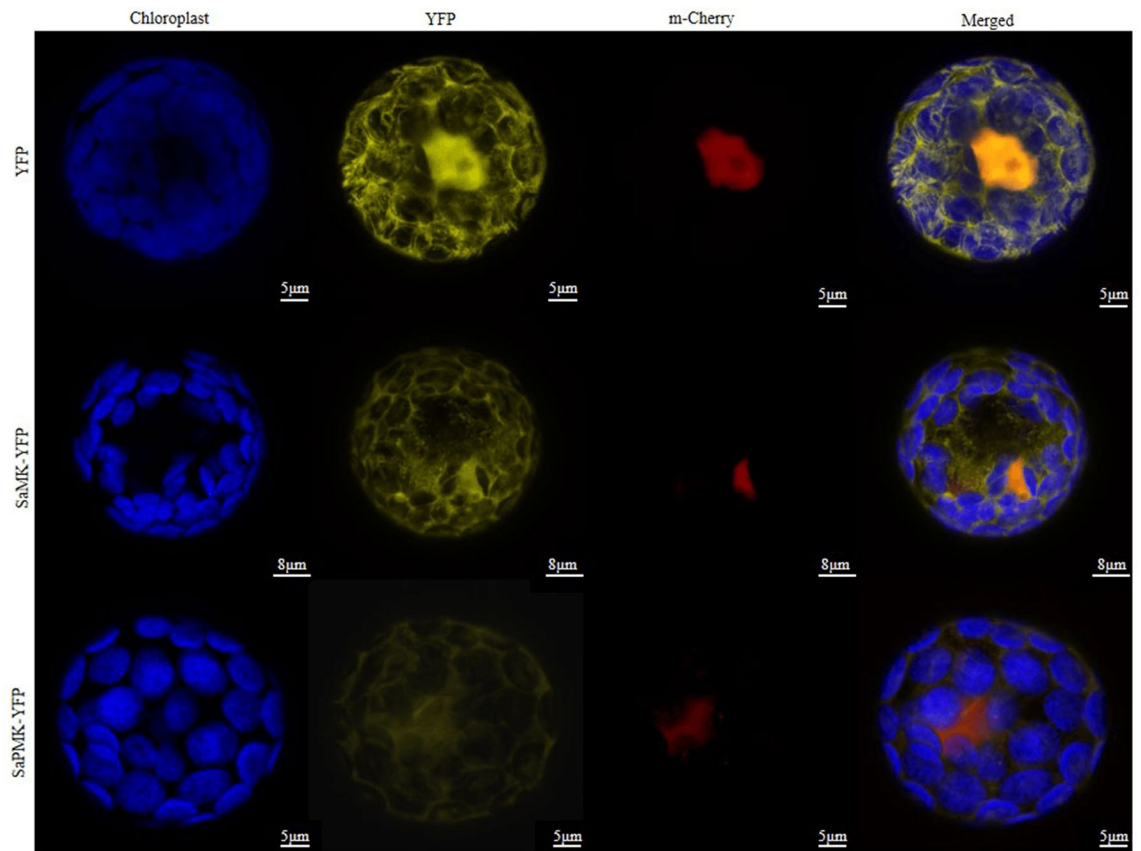 Chloroplast YFP m-Cherry Merged
YFP
5μm 5μm 5μm 5μm
SaMK-YFP
8μm 8μm 8μm 8μm
SaPMK-YFP
5μm 5μm 5μm 5μm